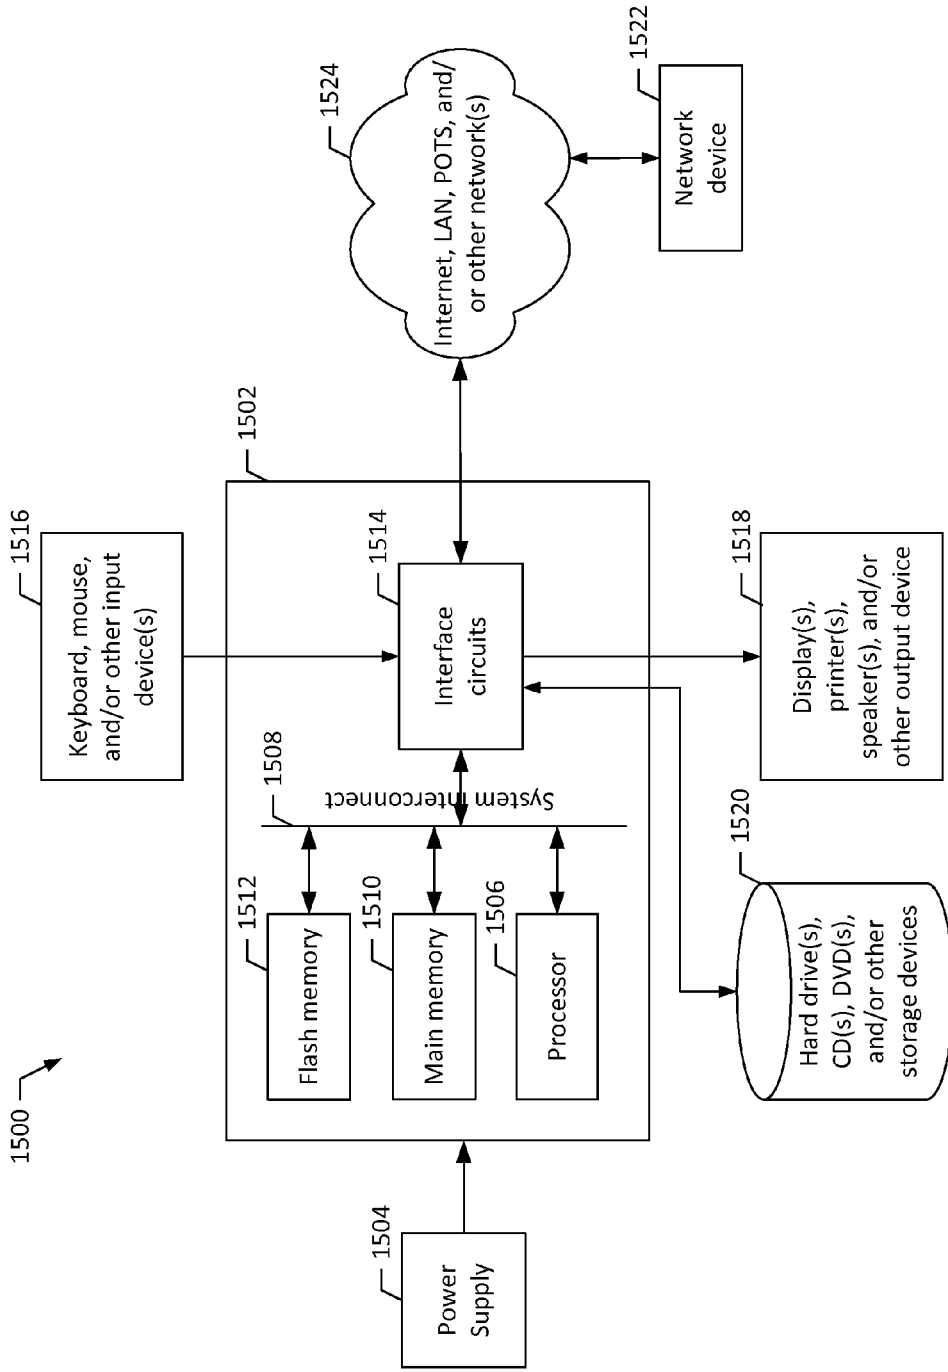 1500
1516
Keyboard, mouse,
and/or other input
device(s)
1502
1504
Power
Supply
1512
Flash memory
1510
Main memory
1506
Processor
1508
System Interconnect
1514
Interface
circuits
1524
Internet, LAN, POTS, and/
or other network(s)
1522
Network
device
1520
Hard drive(s),
CD(s), DVD(s),
and/or other
storage devices
1518
Display(s),
printer(s),
speaker(s), and/or
other output device